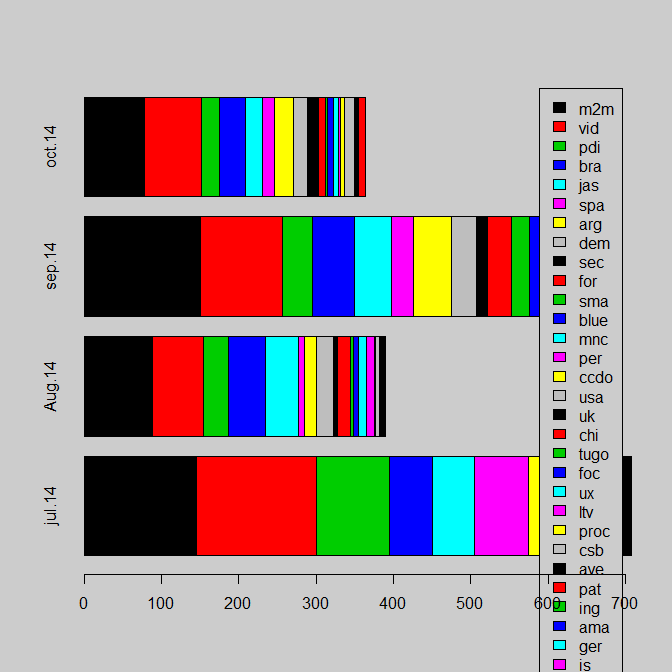 oct.14
sep.14
Aug.14
jul.14
0 100 200 300 400 500 600 700
m2m
vid
pdi
bra
jas
spa
arg
dem
sec
for
sma
blue
mnc
per
ccdo
usa
uk
chi
tugo
foc
ux
ltv
proc
csb
ave
pat
ing
ama
ger
is